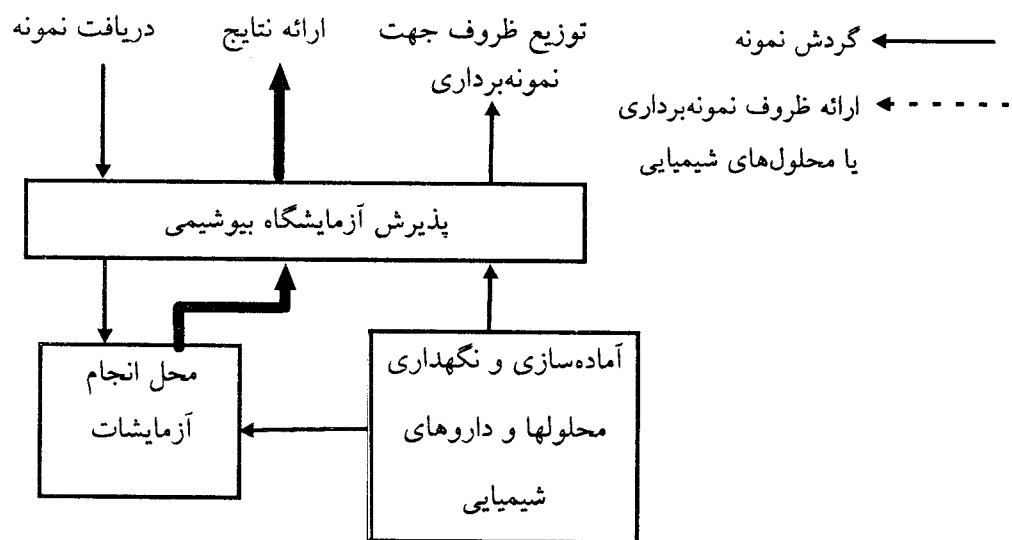 دریافت نمونه
ارائه نتایج
توزیع ظروف جهت
نمونه‌برداری
گردش نمونه
ارائه ظروف نمونه‌برداری
یا محلول‌های شیمیایی
پذیرش آزمایشگاه بیوشیمی
محل انجام
آزمایشات
آماده‌سازی و نگهداری
محلولها و داروهای
شیمیایی